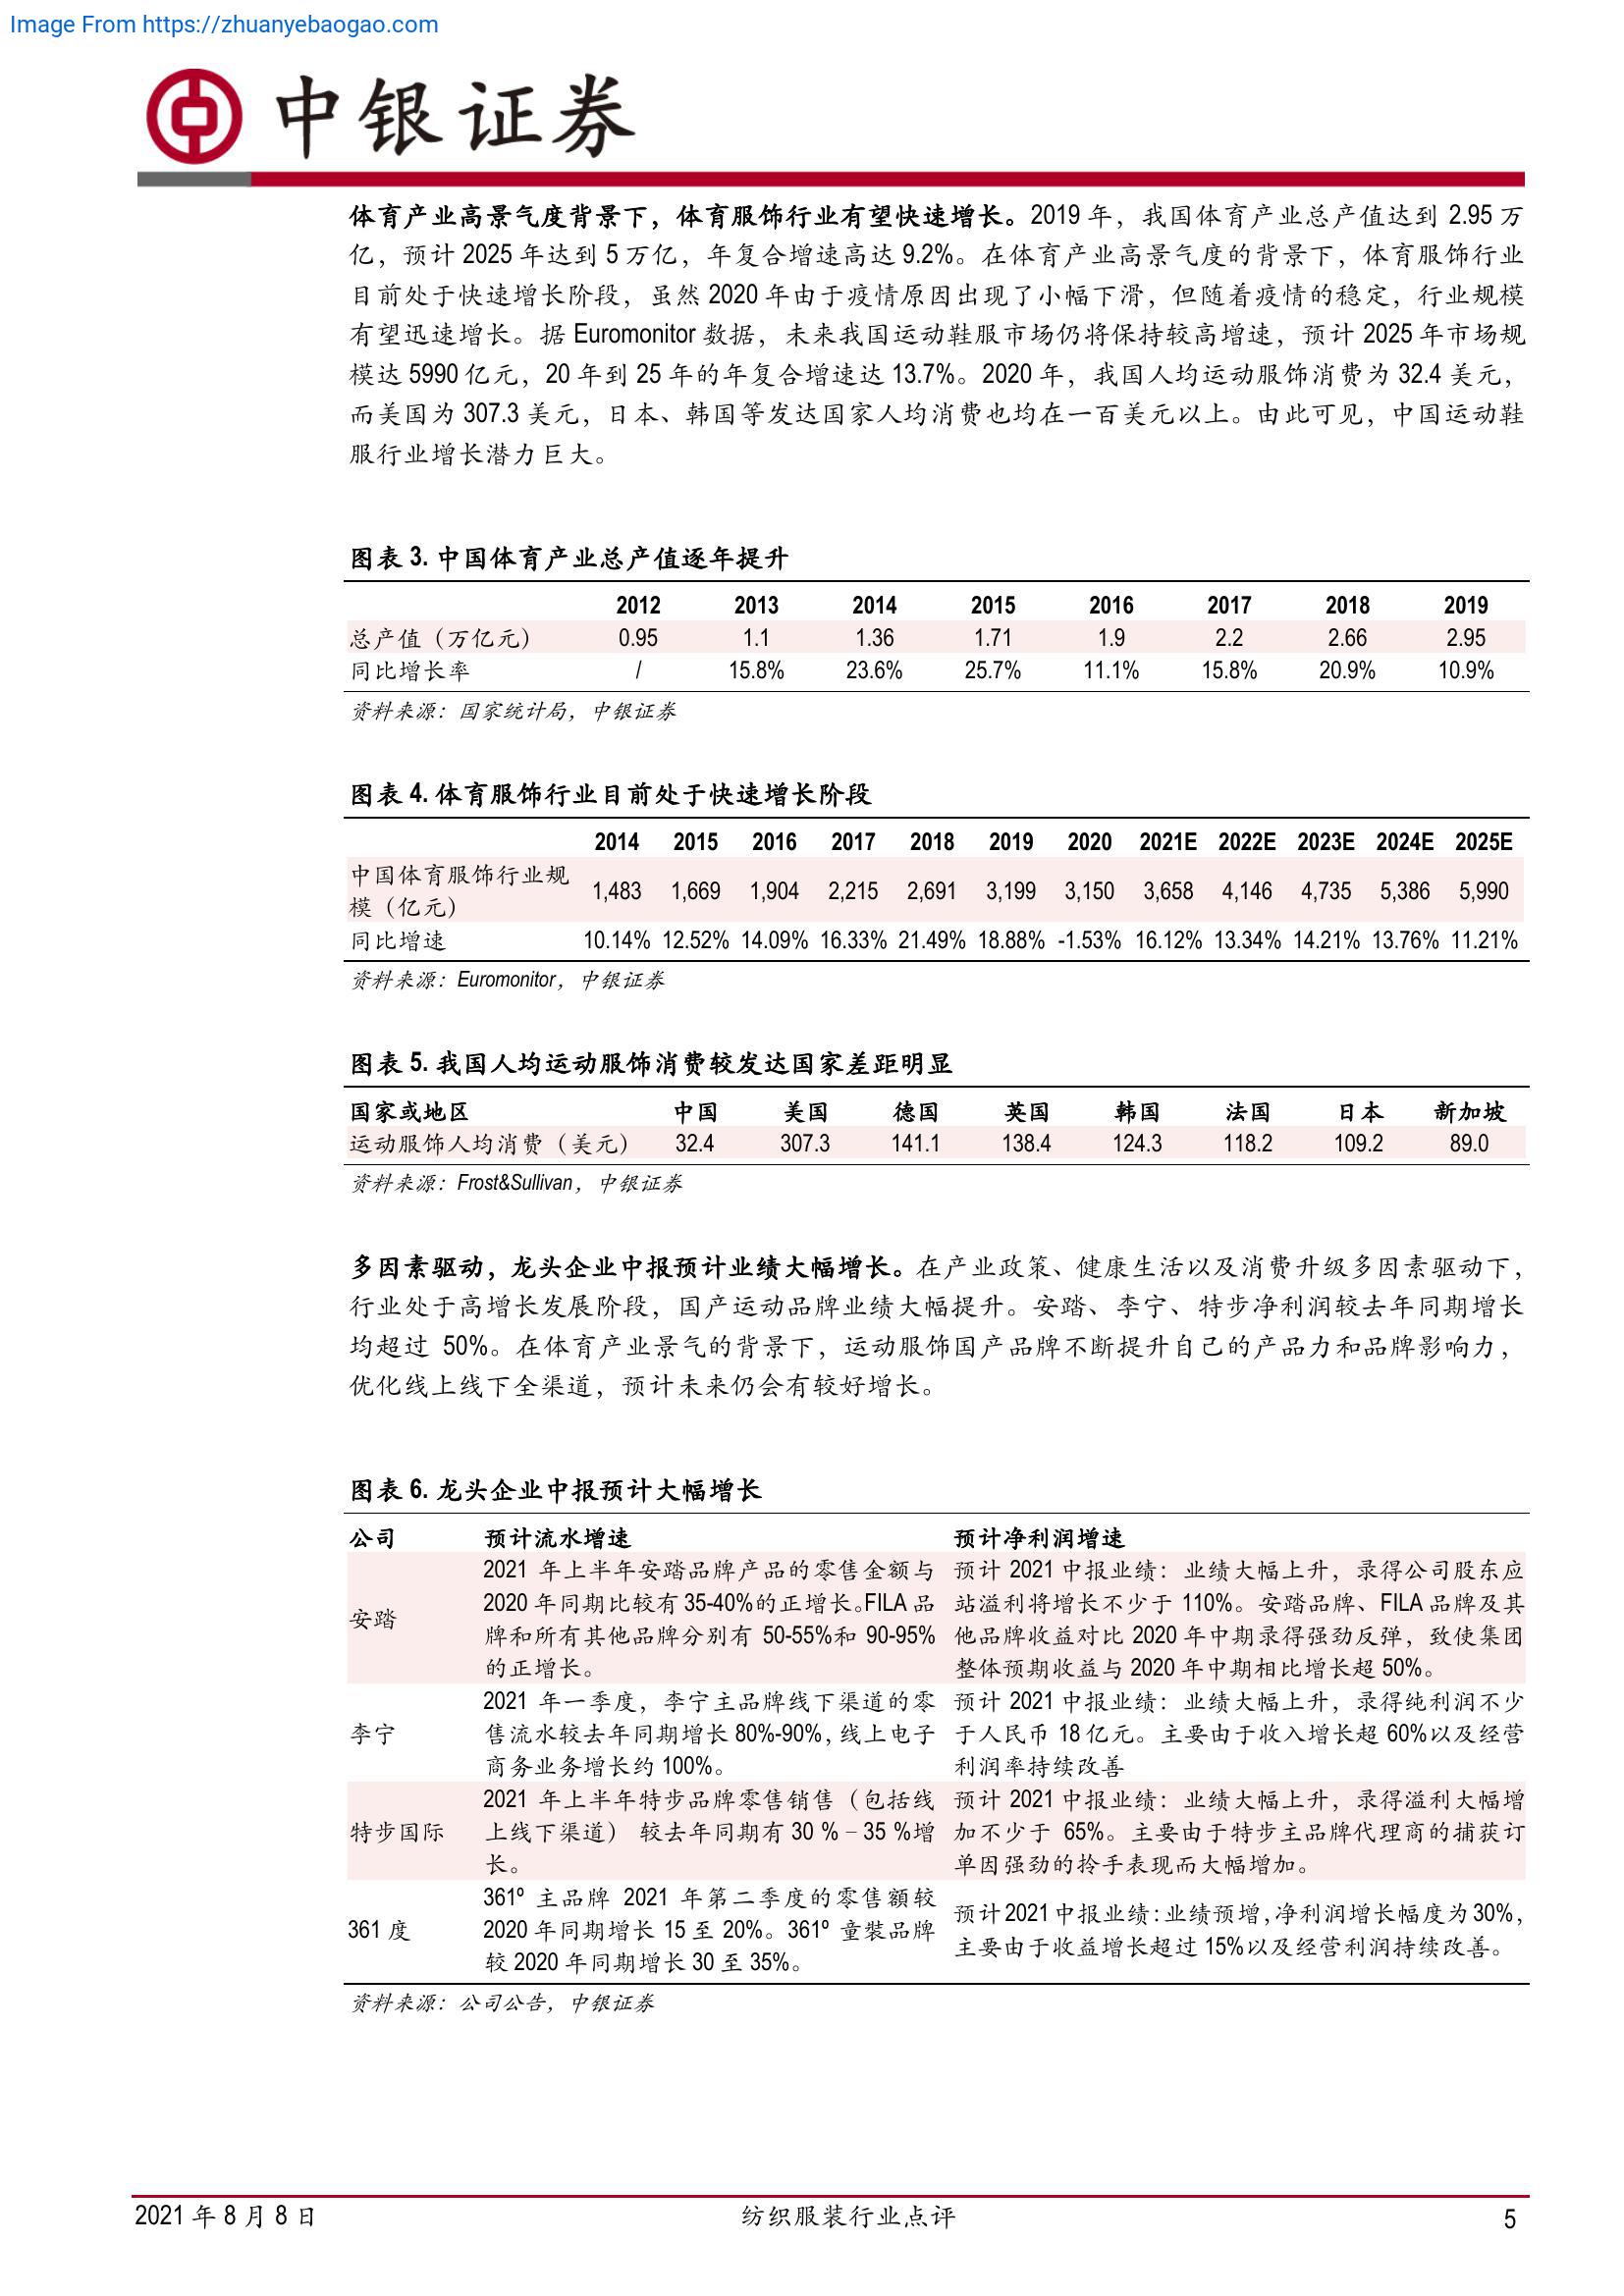 Image From https://zhuanyebaogao.com
中银证券
体育产业高景气度背景下，体育服饰行业有望快速增长。2019 年，我国体育产业总产值达到 2.95 万
亿，预计 2025 年达到 5 万亿，年复合增速高达 9.2%。在体育产业高景气度的背景下，体育服饰行业
目前处于快速增长阶段，虽然 2020 年由于疫情原因出现了小幅下滑，但随着疫情的稳定，行业规模
有望迅速增长。据 Euromonitor 数据，未来我国运动鞋服市场仍将保持较高增速，预计 2025 年市场规
模达 5990 亿元，20 年到 25 年的年复合增速达 13.7%。2020 年，我国人均运动服饰消费为 32.4 美元，
而美国为 307.3 美元，日本、韩国等发达国家人均消费也均在一百美元以上。由此可见，中国运动鞋
服行业增长潜力巨大。
图表 3. 中国体育产业总产值逐年提升
2012 2013 2014 2015 2016 2017 2018 2019
总产值（万亿元） 0.95 1.1 1.36 1.71 1.9 2.2 2.66 2.95
同比增长率 / 15.8% 23.6% 25.7% 11.1% 15.8% 20.9% 10.9%
资料来源：国家统计局，中银证券
图表 4. 体育服饰行业目前处于快速增长阶段
2014 2015 2016 2017 2018 2019 2020 2021E 2022E 2023E 2024E 2025E
中国体育服饰行业规
模（亿元） 1,483 1,669 1,904 2,215 2,691 3,199 3,150 3,658 4,146 4,735 5,386 5,990
同比增速 10.14% 12.52% 14.09% 16.33% 21.49% 18.88% -1.53% 16.12% 13.34% 14.21% 13.76% 11.21%
资料来源：Euromonitor，中银证券
图表 5. 我国人均运动服饰消费较发达国家差距明显
国家或地区 中国 美国 德国 英国 韩国 法国 日本 新加坡
运动服饰人均消费（美元） 32.4 307.3 141.1 138.4 124.3 118.2 109.2 89.0
资料来源：Frost&Sullivan，中银证券
多因素驱动，龙头企业中报预计业绩大幅增长。在产业政策、健康生活以及消费升级多因素驱动下，
行业处于高增长发展阶段，国产运动品牌业绩大幅提升。安踏、李宁、特步净利润较去年同期增长
均超过 50%。在体育产业景气的背景下，运动服饰国产品牌不断提升自己的产品力和品牌影响力，
优化线上线下全渠道，预计未来仍会有较好增长。
图表 6. 龙头企业中报预计大幅增长
公司 预计流水增速 预计净利润增速
安踏
2021 年上半年安踏品牌产品的零售金额与
2020 年同期比较有 35-40%的正增长。FILA 品
牌和所有其他品牌分别有 50-55%和 90-95%
的正增长。
预计 2021 中报业绩：业绩大幅上升，录得公司股东应
站溢利将增长不少于 110%。安踏品牌、FILA 品牌及其
他品牌收益对比 2020 年中期录得强劲反弹，致使集团
整体预期收益与 2020 年中期相比增长超 50%。
李宁
2021 年一季度，李宁主品牌线下渠道的零
售流水较去年同期增长 80%-90%，线上电子
商务业务增长约 100%。
预计 2021 中报业绩：业绩大幅上升，录得纯利润不少
于人民币 18 亿元。主要由于收入增长超 60%以及经营
利润率持续改善
特步国际
2021 年上半年特步品牌零售销售（包括线
上线下渠道） 较去年同期有 30 % – 35 %增
长。
预计 2021 中报业绩：业绩大幅上升，录得溢利大幅增
加不少于 65%。主要由于特步主品牌代理商的捕获订
单因强劲的拎手表现而大幅增加。
361 度
361º 主品牌 2021 年第二季度的零售额较
2020 年同期增长 15 至 20%。361º 童装品牌
较 2020 年同期增长 30 至 35%。
预计 2021 中报业绩：业绩预增，净利润增长幅度为 30%，
主要由于收益增长超过 15%以及经营利润持续改善。
资料来源：公司公告，中银证券
2021 年 8 月 8 日 纺织服装行业点评 5